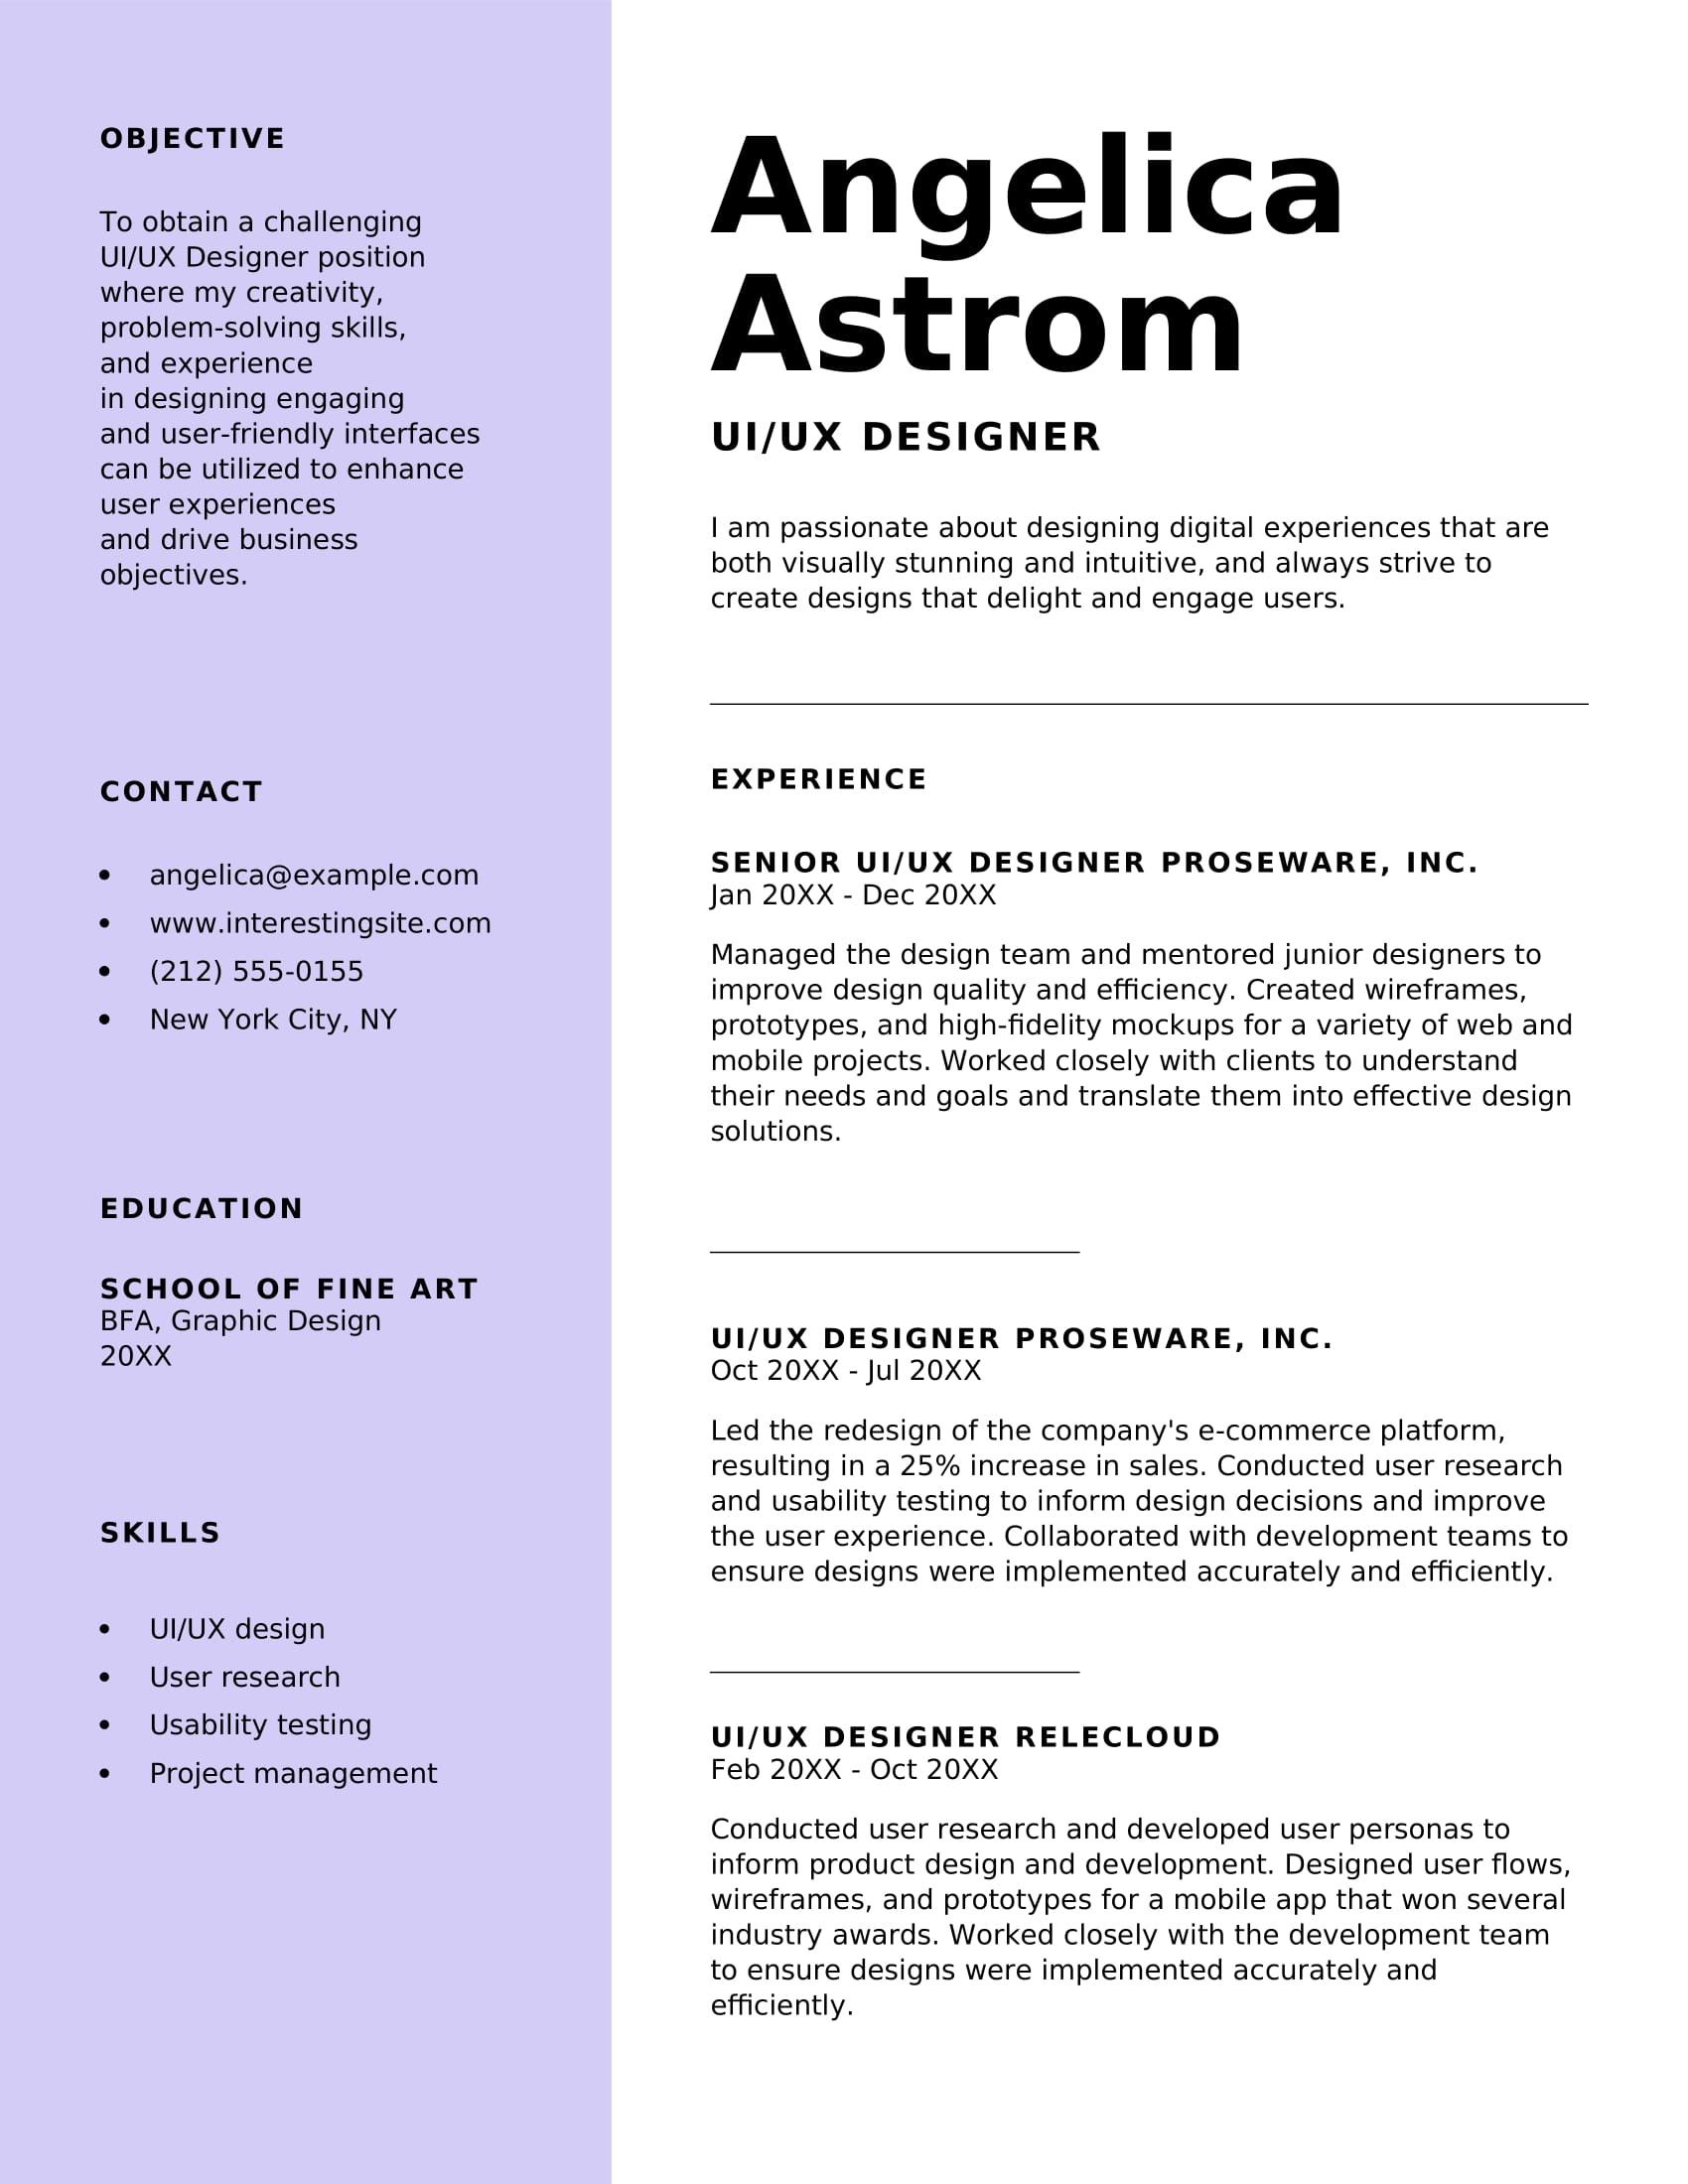 OBJECTIVE
To obtain a challenging
UI/UX Designer position
where my creativity,
problem-solving skills,
and experience
in designing engaging
and user-friendly interfaces
can be utilized to enhance
user experiences
and drive business
objectives.
CONTACT
• angelica@example.com
• www.interestingsite.com
• (212) 555-0155
• New York City, NY
EDUCATION
SCHOOL OF FINE ART
BFA, Graphic Design
20XX
SKILLS
• UI/UX design
• User research
• Usability testing
• Project management
Angelica
Astrom
UI/UX DESIGNER
I am passionate about designing digital experiences that are
both visually stunning and intuitive, and always strive to
create designs that delight and engage users.
EXPERIENCE
SENIOR UI/UX DESIGNER PROSEWARE, INC.
Jan 20XX - Dec 20XX
Managed the design team and mentored junior designers to
improve design quality and efficiency. Created wireframes,
prototypes, and high-fidelity mockups for a variety of web and
mobile projects. Worked closely with clients to understand
their needs and goals and translate them into effective design
solutions.
UI/UX DESIGNER PROSEWARE, INC.
Oct 20XX - Jul 20XX
Led the redesign of the company's e-commerce platform,
resulting in a 25% increase in sales. Conducted user research
and usability testing to inform design decisions and improve
the user experience. Collaborated with development teams to
ensure designs were implemented accurately and efficiently.
UI/UX DESIGNER RELECLOUD
Feb 20XX - Oct 20XX
Conducted user research and developed user personas to
inform product design and development. Designed user flows,
wireframes, and prototypes for a mobile app that won several
industry awards. Worked closely with the development team
to ensure designs were implemented accurately and
efficiently.